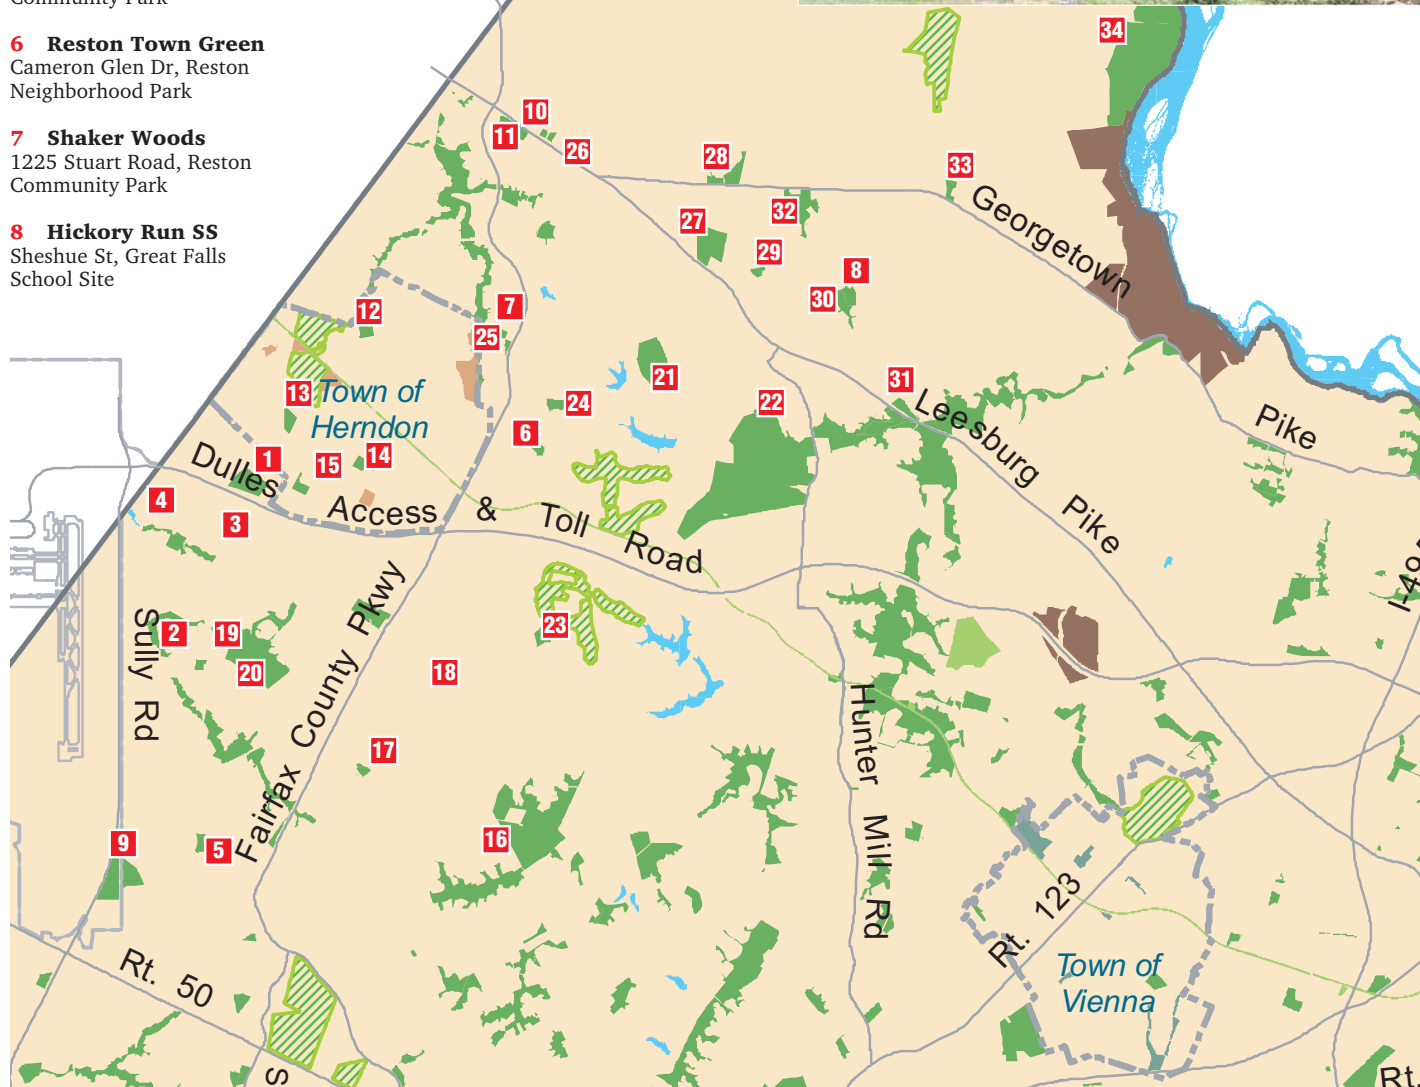 Community Park
6 Reston Town Green
Cameron Glen Dr, Reston
Neighborhood Park
7 Shaker Woods
1225 Stuart Road, Reston
Community Park
8 Hickory Run SS
Sheshue St, Great Falls
School Site
34
10
11
26
28
33
27
32
29
8
30
Georgetown
Pike
12
7
25
13
Town of
Herndon
21
24
22
31
6
Leesburg Pike
1
15
14
Dulles Access & Toll Road
4
3
I-49
Sully Rd
2
19
20
Fairfax County Pkwy
23
18
17
Hunter Mill Rd
9
5
16
Rt. 123
Rt. 50
Town of
Vienna
S
Rt.